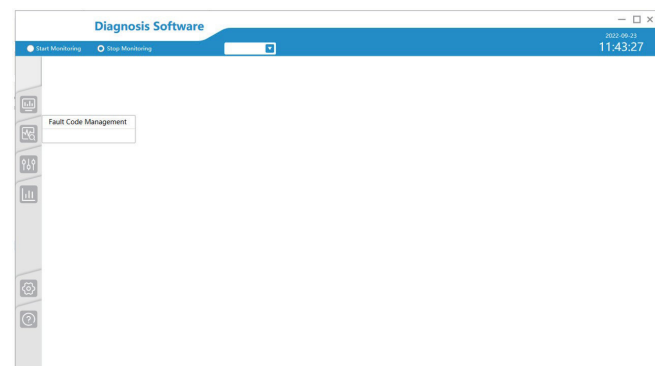 Diagnosis Software
2022-09-23
Start Monitoring
Stop Monitoring
11:43:27
Fault Code Management